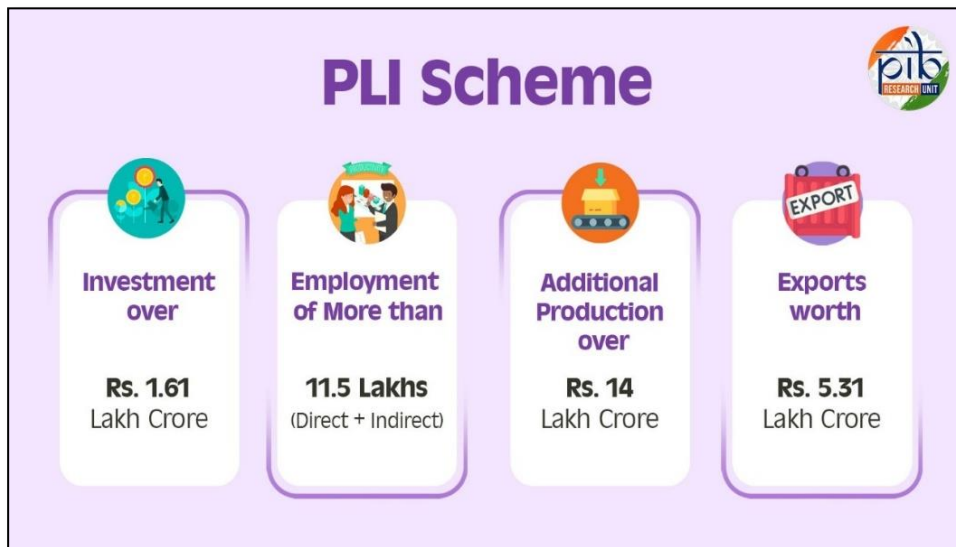 PLI Scheme
pib
RESEARCH UNIT
Investment
over
Rs. 1.61
Lakh Crore
Employment
of More than
11.5 Lakhs
(Direct + Indirect)
Additional
Production
over
Rs. 14
Lakh Crore
EXPORT
Exports
worth
Rs. 5.31
Lakh Crore